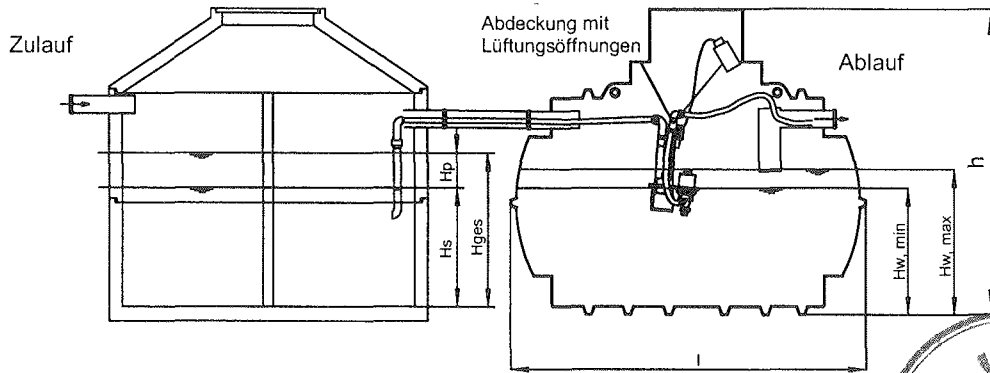 Zulauf
Abdeckung mit
Lüftungsöffnungen
Ablauf
Hp
Hs
Hges
Hw, min
Hw, max
h
l